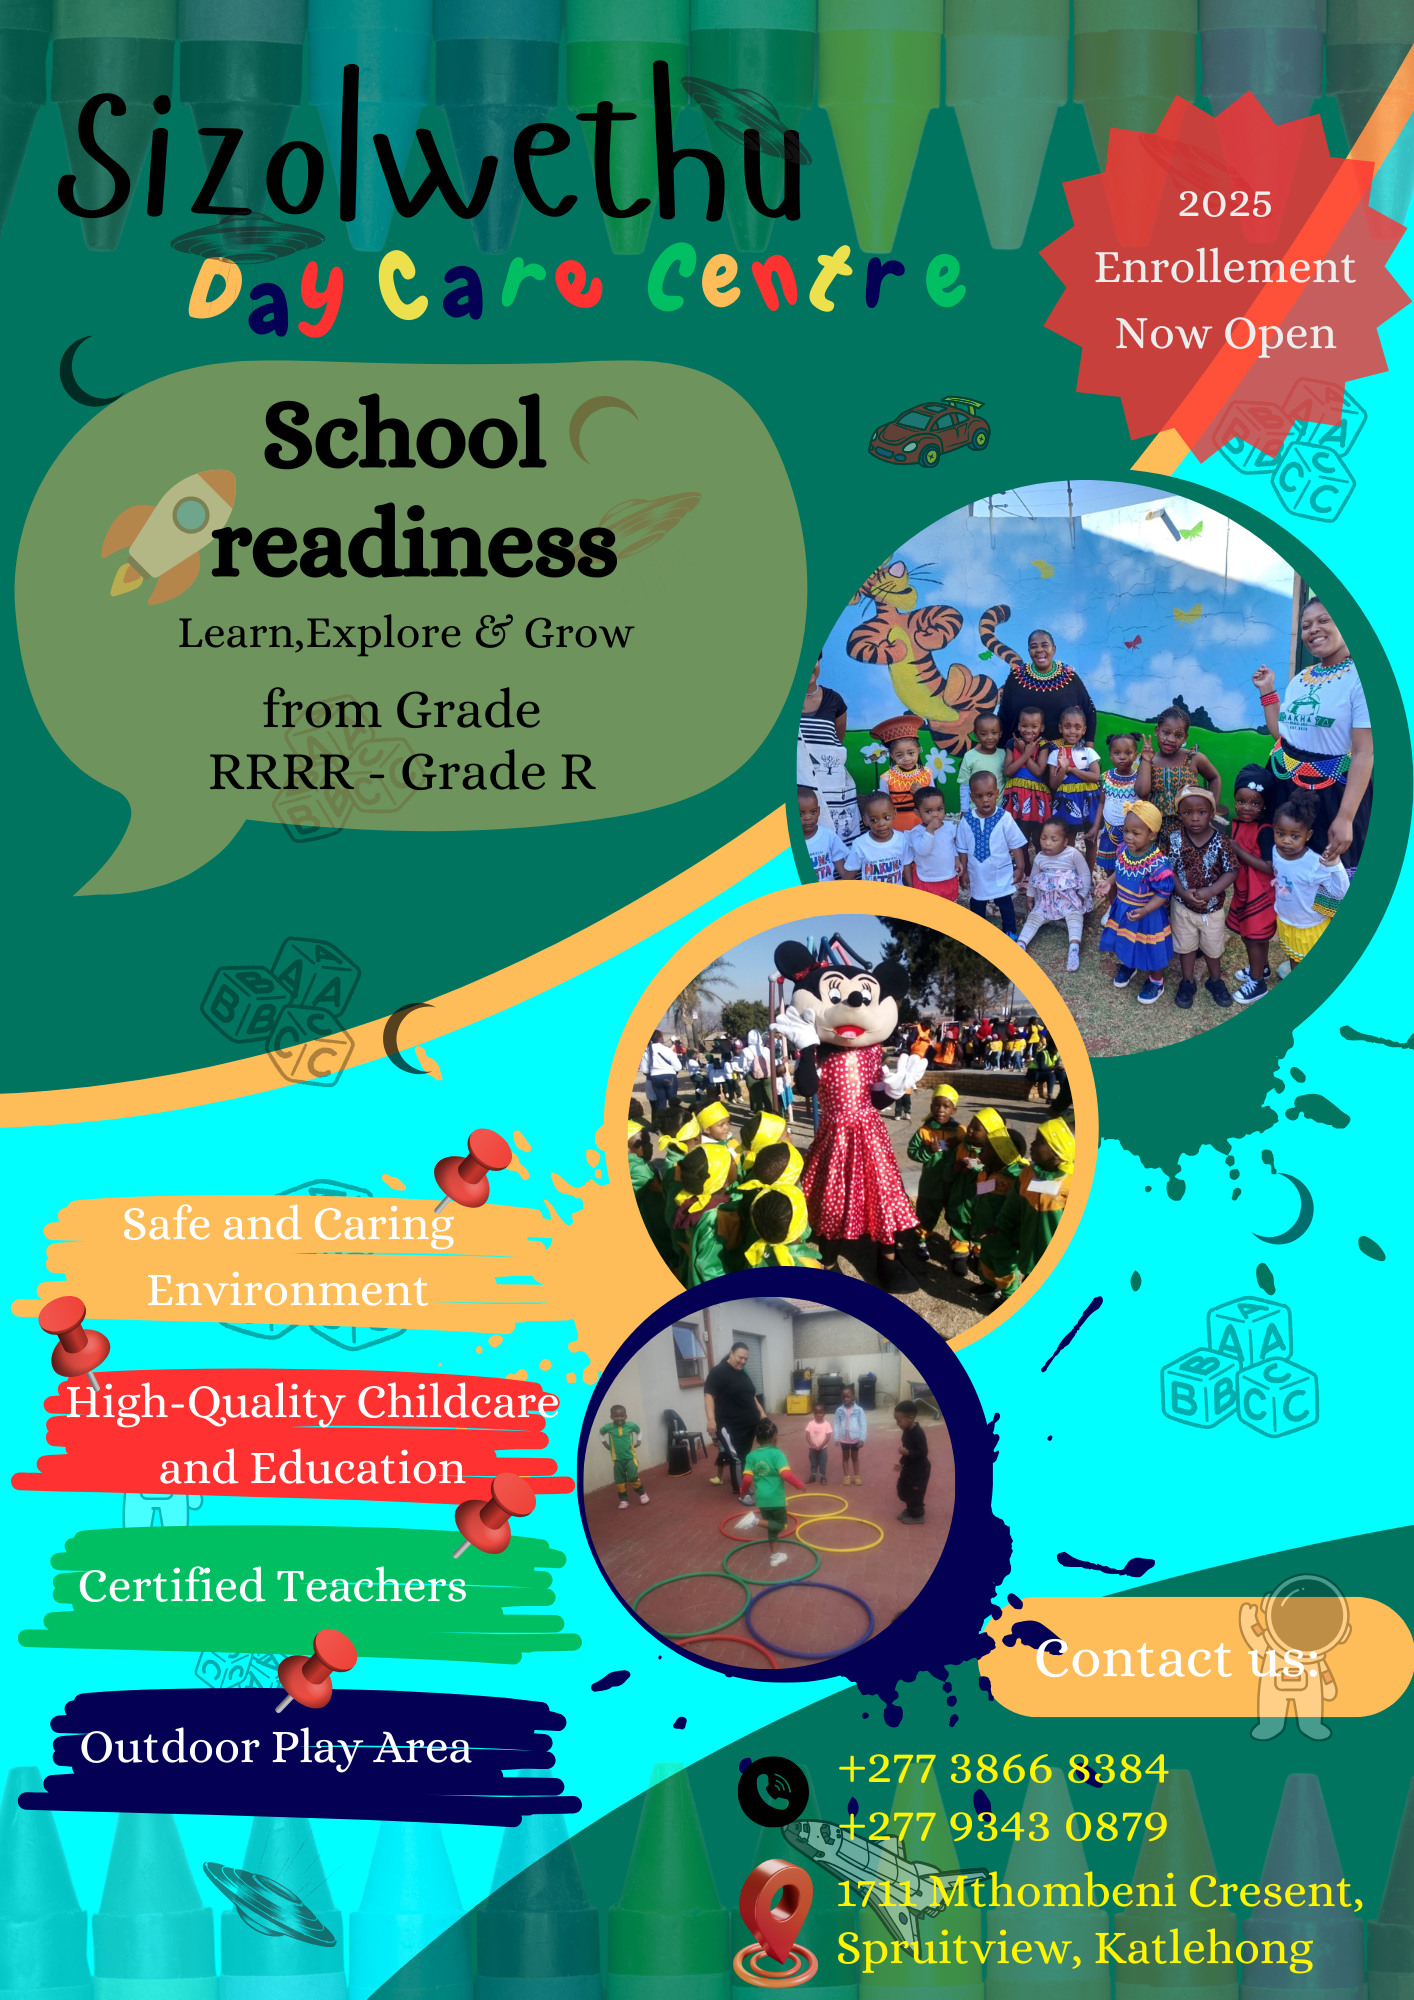 Sizolwethu
Day Care Centre
2025
Enrollement
Now Open
School
readiness
Learn,Explore & Grow
from Grade
RRRR - Grade R
Safe and Caring
Environment
High-Quality Childcare
and Education
Certified Teachers
Outdoor Play Area
Contact us:
+277 3866 8384
+277 9343 0879
1711 Mthombeni Cresent,
Spruitview, Katlehong